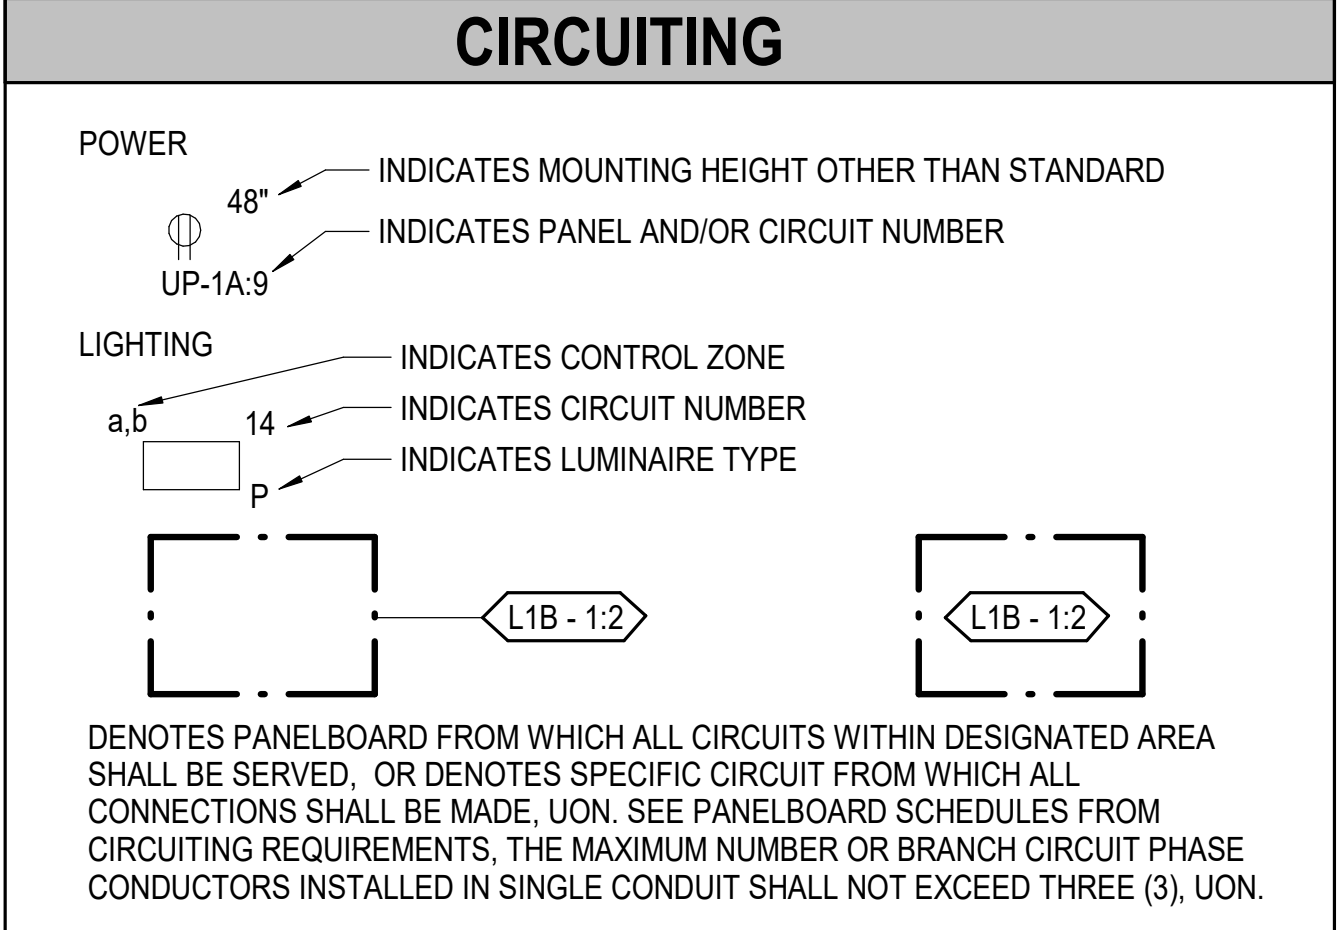 CIRCUITING
POWER
48" INDICATES MOUNTING HEIGHT OTHER THAN STANDARD
INDICATES PANEL AND/OR CIRCUIT NUMBER
UP-1A:9
LIGHTING
INDICATES CONTROL ZONE
a,b 14 INDICATES CIRCUIT NUMBER
INDICATES LUMINAIRE TYPE
P
L1B - 1:2 L1B - 1:2
DENOTES PANELBOARD FROM WHICH ALL CIRCUITS WITHIN DESIGNATED AREA
SHALL BE SERVED, OR DENOTES SPECIFIC CIRCUIT FROM WHICH ALL
CONNECTIONS SHALL BE MADE, UON. SEE PANELBOARD SCHEDULES FROM
CIRCUITING REQUIREMENTS, THE MAXIMUM NUMBER OR BRANCH CIRCUIT PHASE
CONDUCTORS INSTALLED IN SINGLE CONDUIT SHALL NOT EXCEED THREE (3), UON.